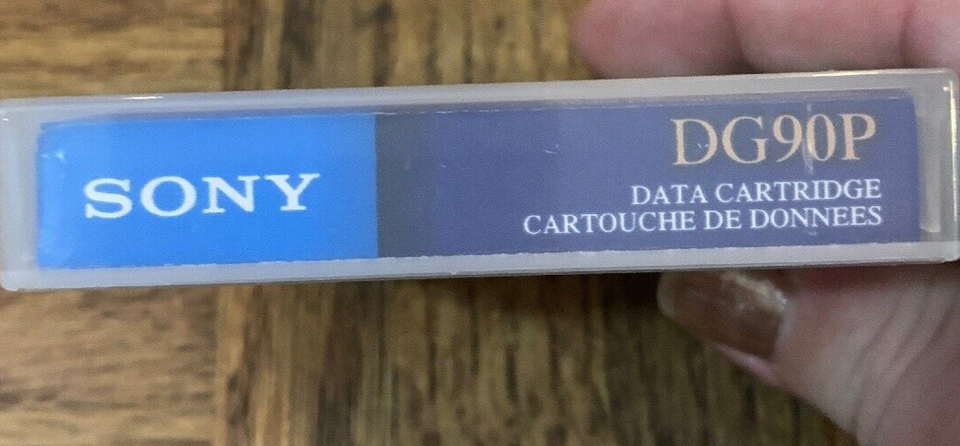 SONY
DG90P
DATA CARTRIDGE
CARTOUCHE DE DONNEES